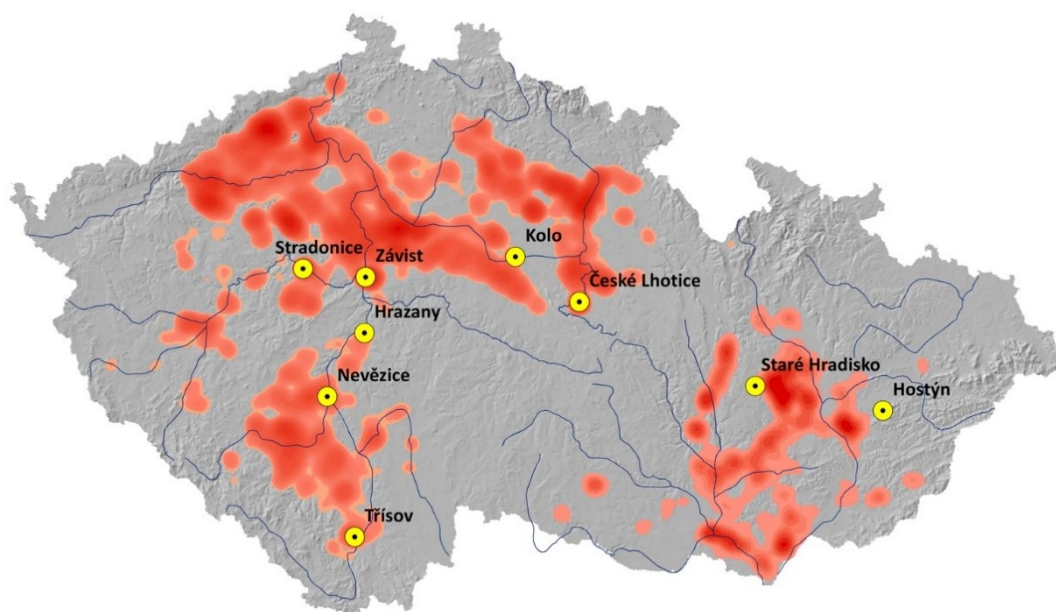 Kolo
Stradonice
Závist
České Lhotice
Hrazany
Staré Hradisko
Nevězice
Hostýn
Třísov